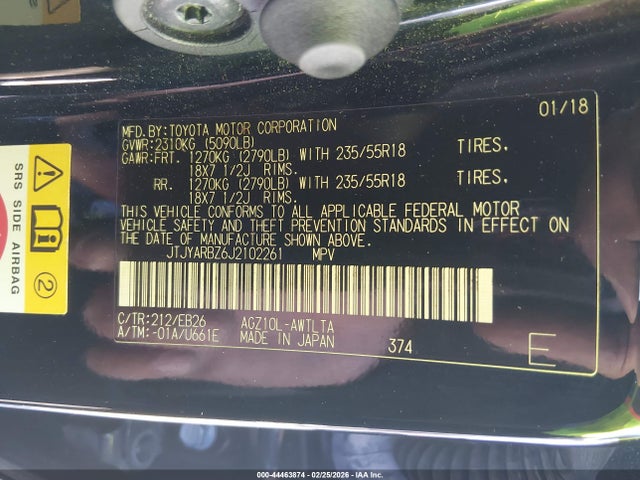 01/18
MFD.BY:TOYOTA MOTOR CORPORATION
GVWR:2310KG (5090LB)
GAWR:FRT. 1270KG (2790LB) WITH 235/55R18 TIRES.
18X7 1/2J RIMS.
RR. 1270KG (2790LB) WITH 235/55R18 TIRES.
18X7 1/2J RIMS.
THIS VEHICLE CONFORMS TO ALL APPLICABLE FEDERAL MOTOR
VEHICLE SAFETY AND THEFT PREVENTION STANDARDS IN EFFECT ON
THE DATE OF MANUFACTURE SHOWN ABOVE.
JTJYARBZ6J2102261 MPV
C/TR:212/EB26 AGZ10L-AWTLTA
A/TM:-01A/U661E MADE IN JAPAN 374 E
SRS SIDE AIRBAG
2
00-44463874 - 02/25/2026 - IAA Inc.